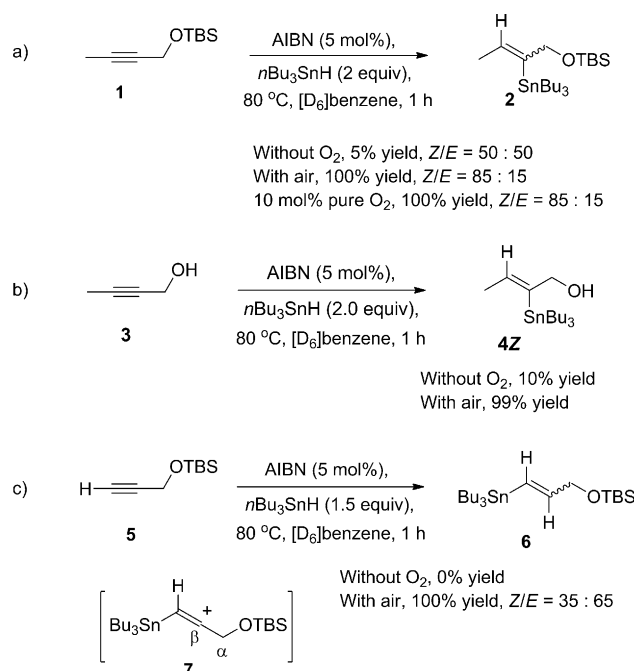 a)
OTBS
1
AIBN (5 mol%),
nBu3SnH (2 equiv),
80 oC, [D6]benzene, 1 h
H
OTBS
SnBu3
2
Without O2, 5% yield, Z/E = 50 : 50
With air, 100% yield, Z/E = 85 : 15
10 mol% pure O2, 100% yield, Z/E = 85 : 15
b)
OH
3
AIBN (5 mol%),
nBu3SnH (2.0 equiv),
80 oC, [D6]benzene, 1 h
H
OH
SnBu3
4Z
Without O2, 10% yield
With air, 99% yield
c)
OTBS
H
5
AIBN (5 mol%),
nBu3SnH (1.5 equiv),
80 oC, [D6]benzene, 1 h
H
Bu3Sn
OTBS
H
6
Without O2, 0% yield
With air, 100% yield, Z/E = 35 : 65
H
+
Bu3Sn
OTBS
β
α
7